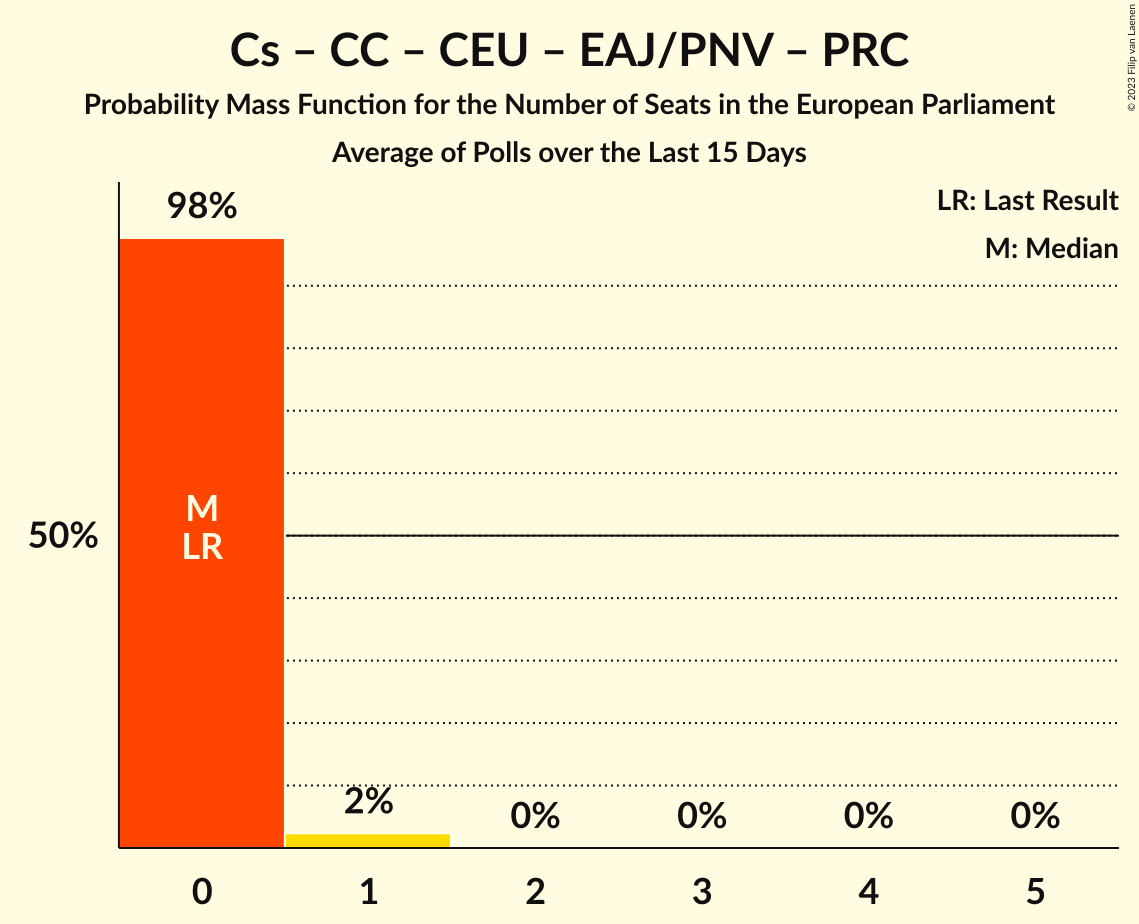 Cs – CC – CEU – EAJ/PNV – PRC
Probability Mass Function for the Number of Seats in the European Parliament
Average of Polls over the Last 15 Days
© 2023 Filip van Laenen
LR: Last Result
M: Median
98%
M
LR
50%
2%
0%
0%
0%
0%
0
1
2
3
4
5